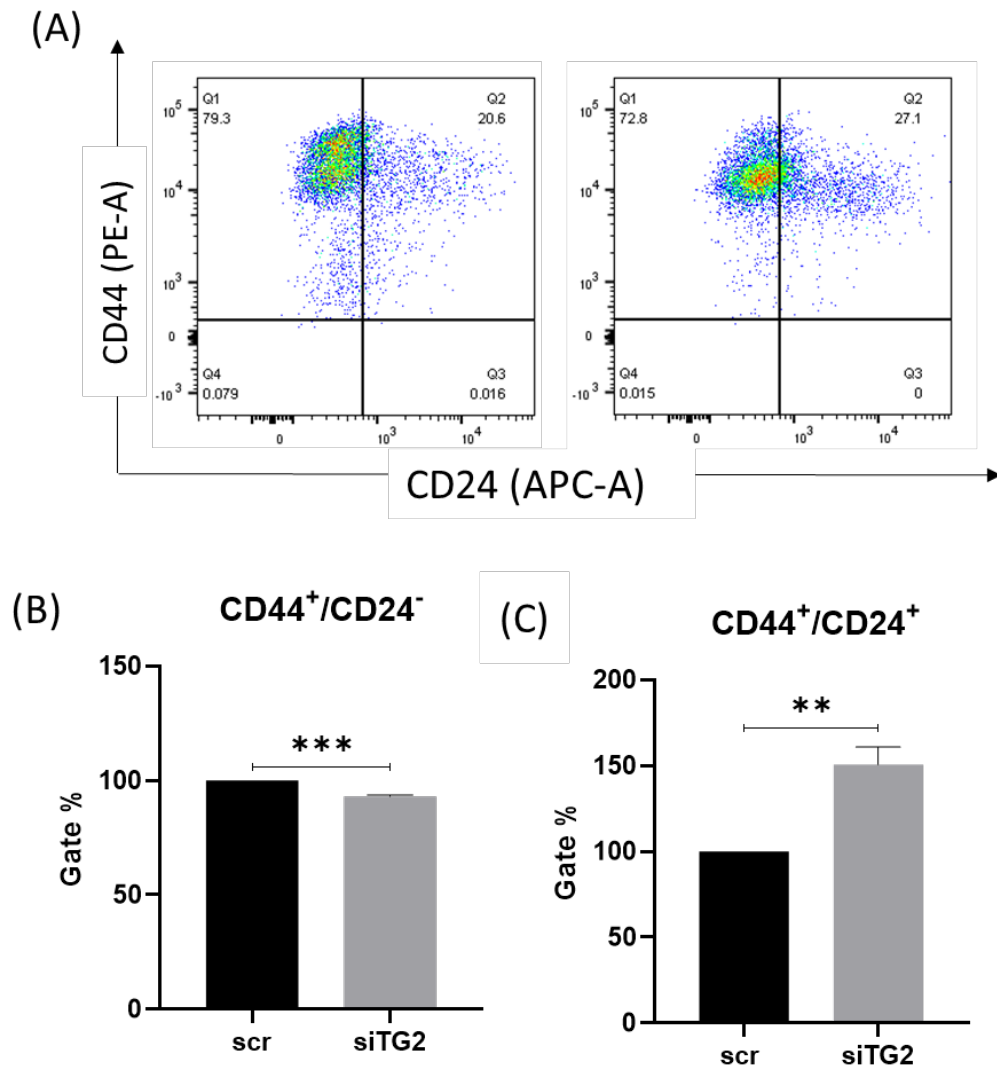 (A)
CD44 (PE-A)
Q1
79.3
Q2
20.6
10⁵
10⁴
10³
0
-10³
Q4
0.079
Q3
0.016
0
10³
10⁴
Q1
72.8
Q2
27.1
10⁵
10⁴
10³
0
-10³
Q4
0.015
Q3
0
0
10³
10⁴
CD24 (APC-A)
(B)
CD44⁺/CD24⁻
Gate %
150
100
50
0
***
scr
siTG2
(C)
CD44⁺/CD24⁺
Gate %
200
150
100
50
0
**
scr
siTG2